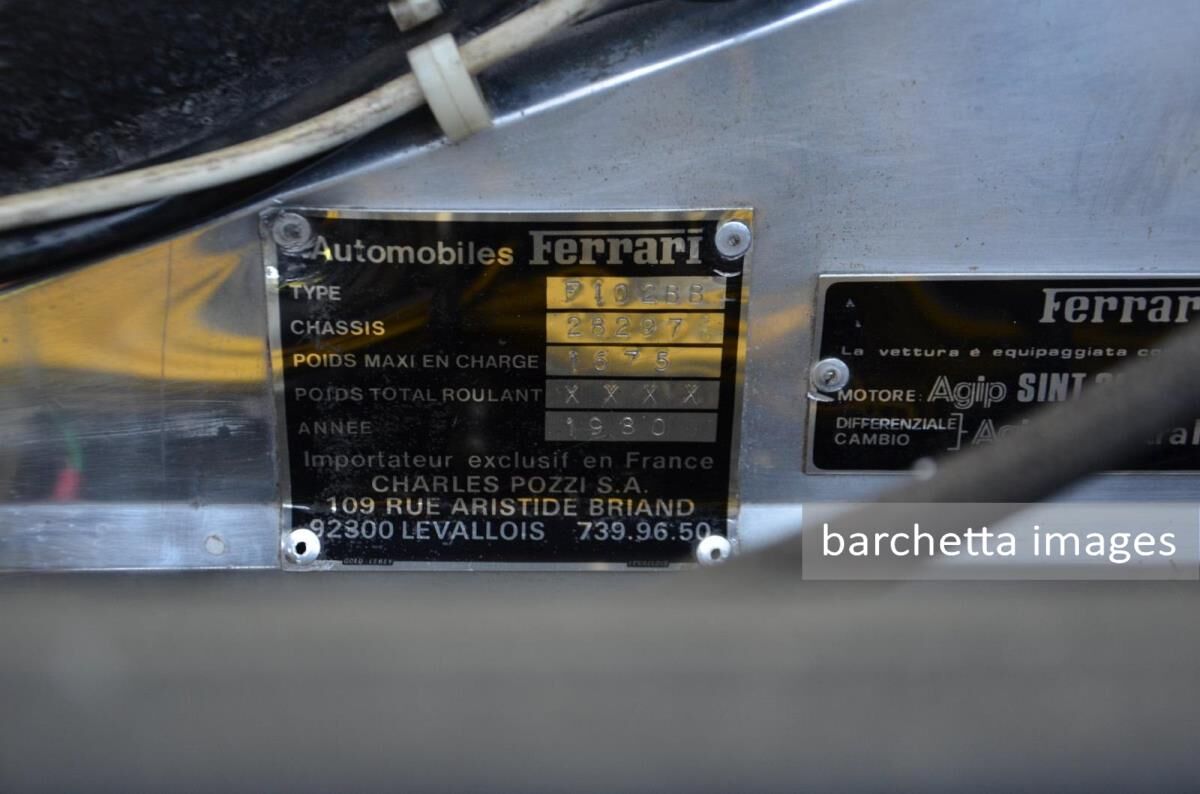 Automobiles Ferrari
TYPE F102BB
CHASSIS 28297
POIDS MAXI EN CHARGE 1675
POIDS TOTAL ROULANT X X X X
ANNÉE 1980
Importateur exclusif en France
CHARLES POZZI S.A.
109 RUE ARISTIDE BRIAND
92300 LEVALLOIS 739.96.50
Ferrari
La vettura è equipaggiata
MOTORE: Agip SINT
DIFFERENZIALE
CAMBIO
barchetta images